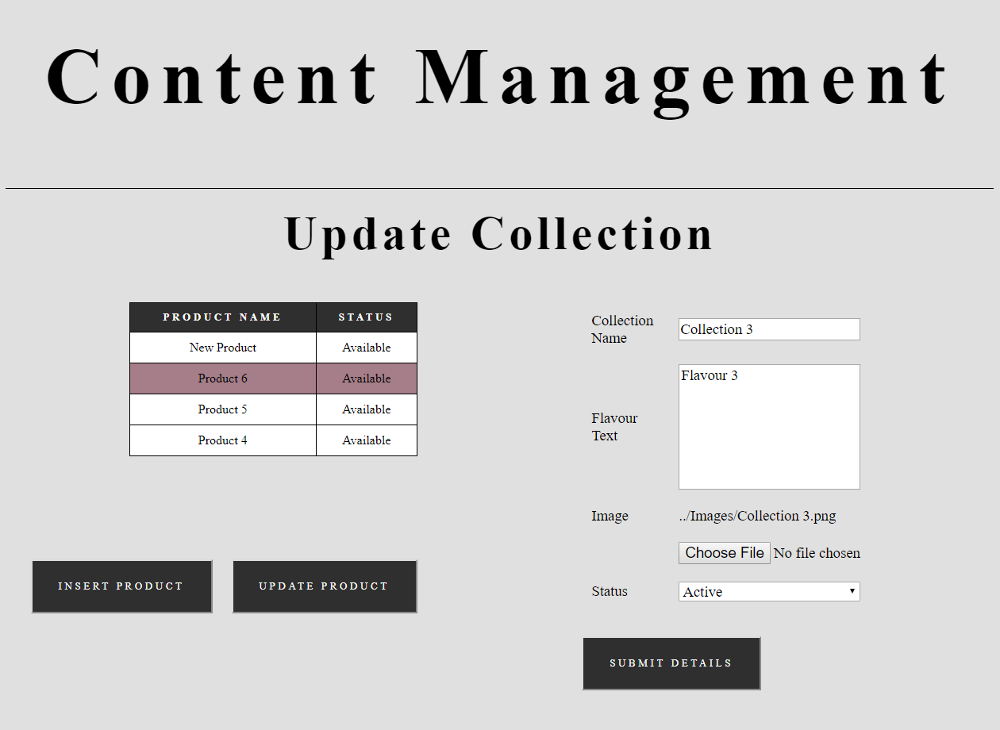 Content Management
Update Collection
PRODUCT NAME STATUS
New Product Available
Product 6 Available
Product 5 Available
Product 4 Available
INSERT PRODUCT UPDATE PRODUCT
Collection
Name
Collection 3
Flavour
Text
Flavour 3
Image ../Images/Collection 3.png
Choose File No file chosen
Status Active
SUBMIT DETAILS